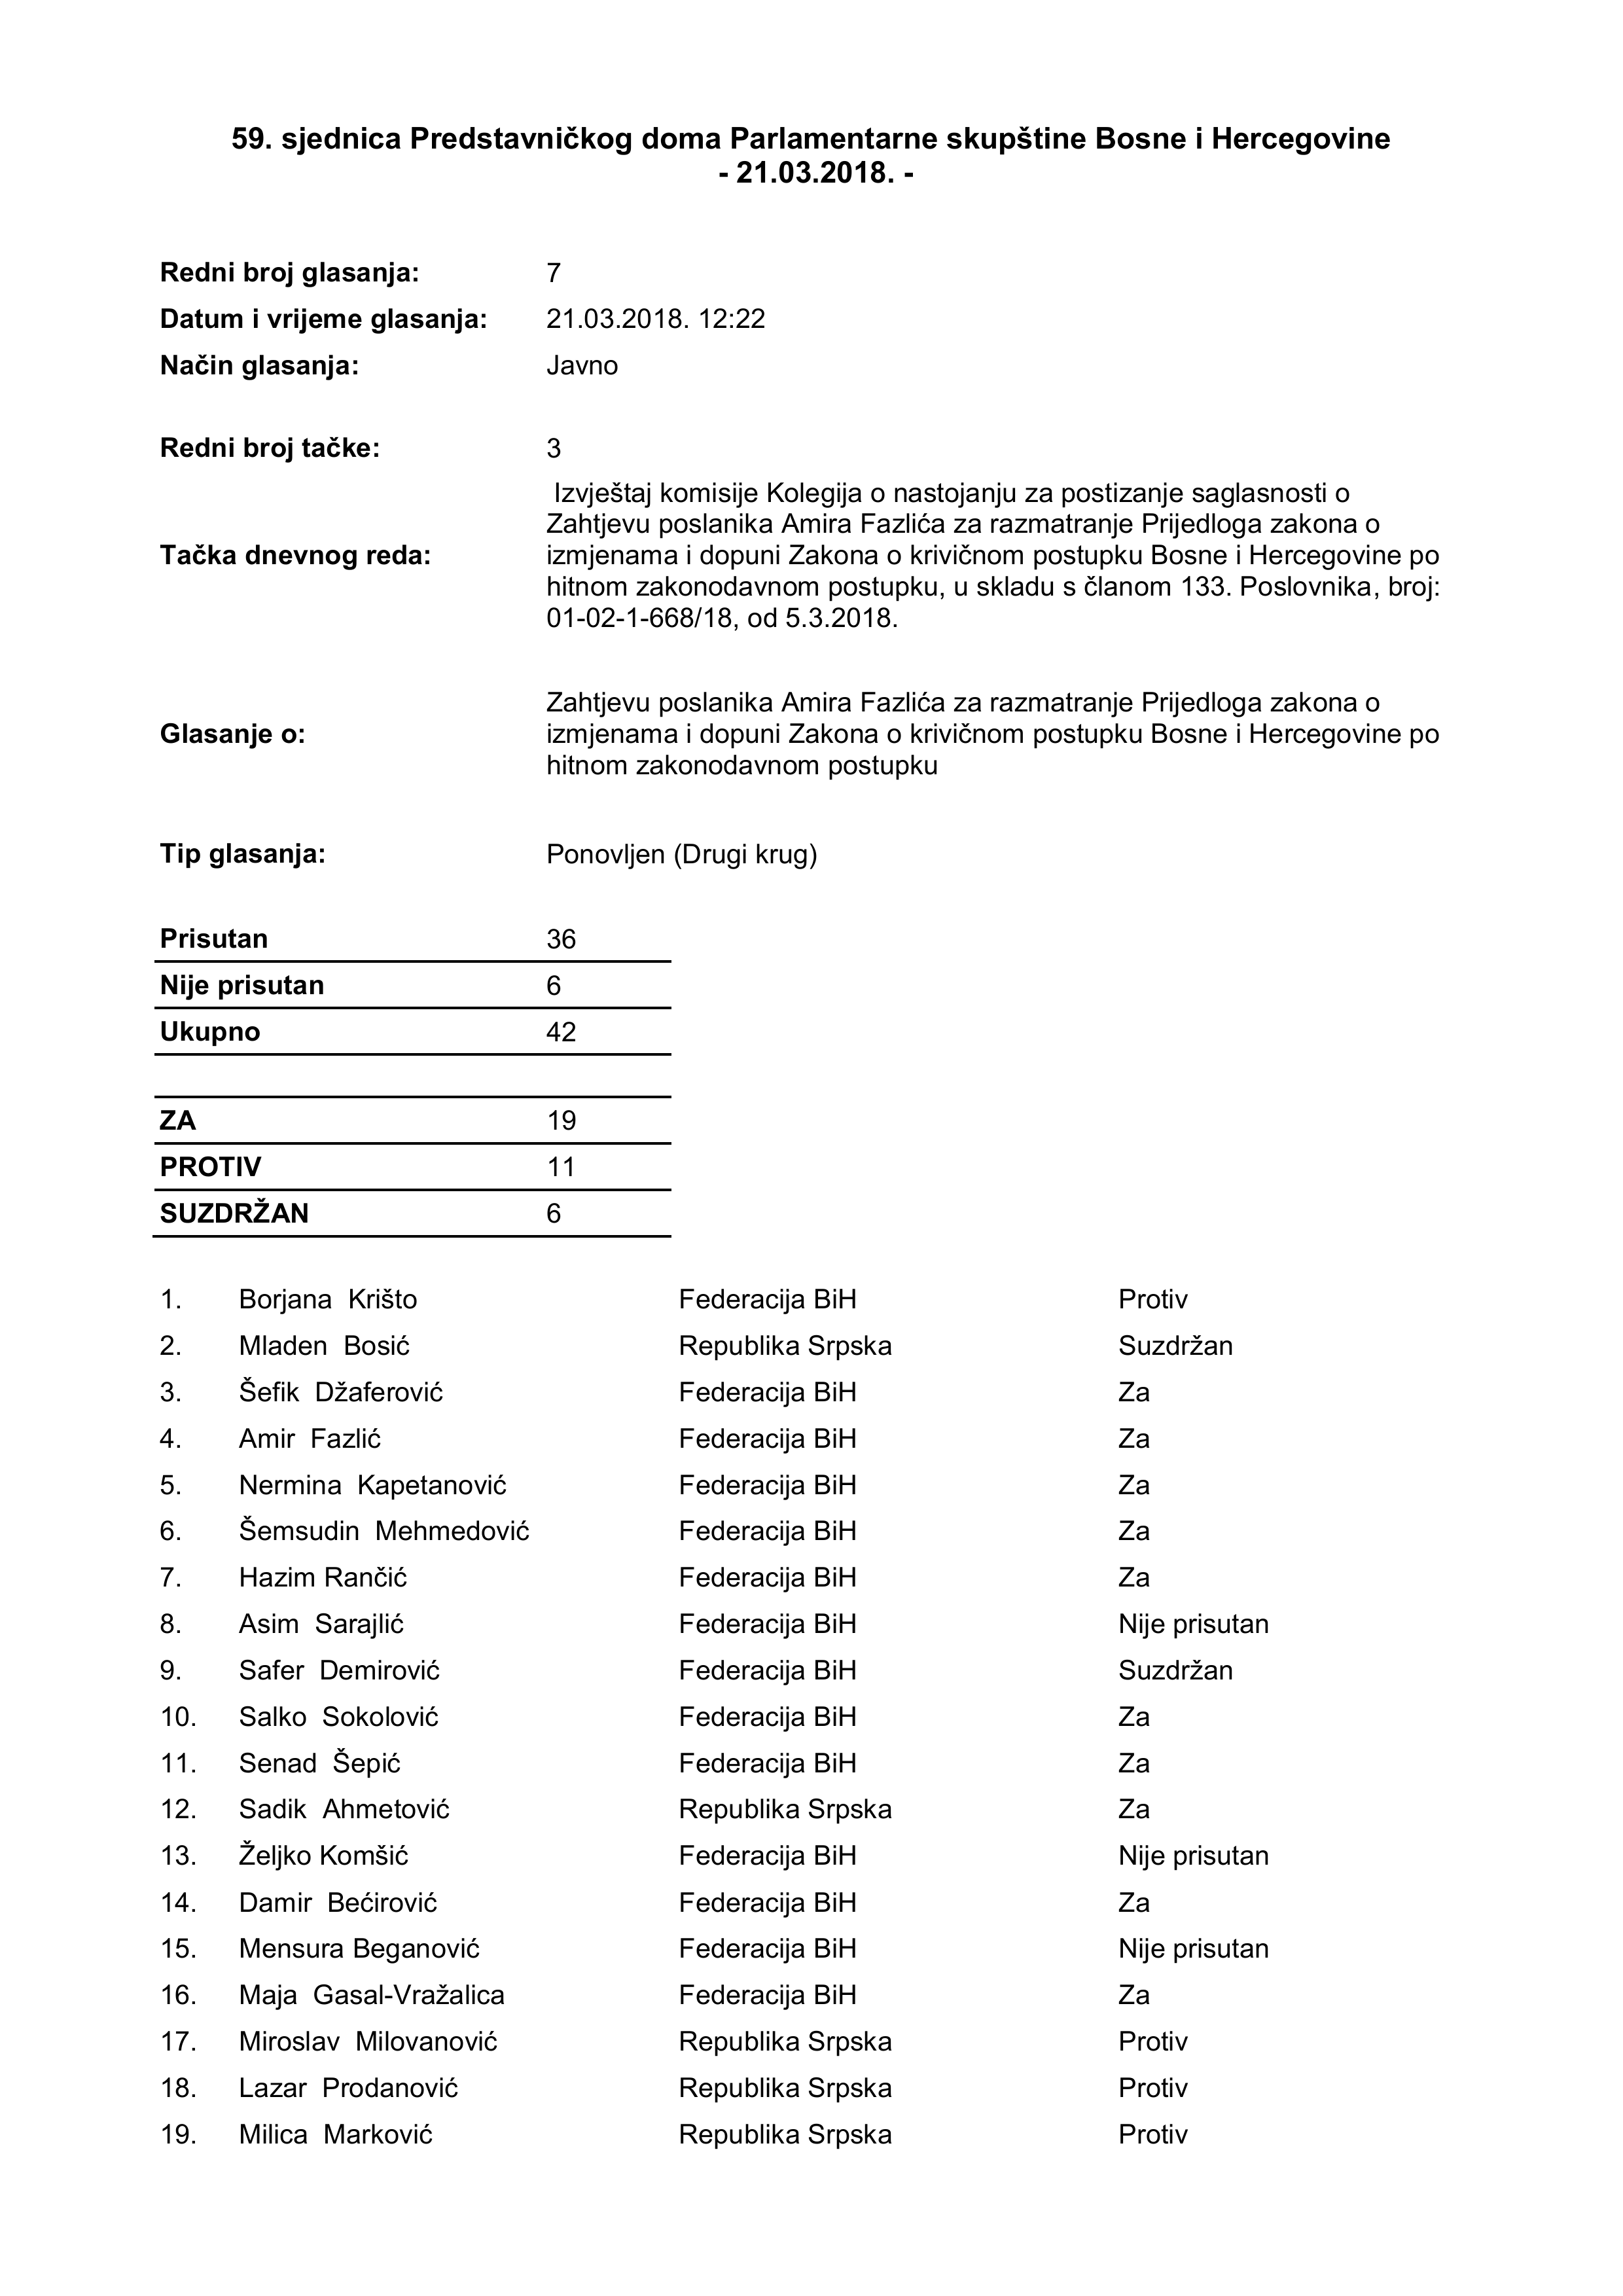 59. sjednica Predstavničkog doma Parlamentarne skupštine Bosne i Hercegovine
- 21.03.2018. -
Redni broj glasanja: 7
Datum i vrijeme glasanja: 21.03.2018. 12:22
Način glasanja: Javno
Redni broj tačke: 3
Tačka dnevnog reda:
Izvještaj komisije Kolegija o nastojanju za postizanje saglasnosti o
Zahtjevu poslanika Amira Fazlića za razmatranje Prijedloga zakona o
izmjenama i dopuni Zakona o krivičnom postupku Bosne i Hercegovine po
hitnom zakonodavnom postupku, u skladu s članom 133. Poslovnika, broj:
01-02-1-668/18, od 5.3.2018.
Glasanje o:
Zahtjevu poslanika Amira Fazlića za razmatranje Prijedloga zakona o
izmjenama i dopuni Zakona o krivičnom postupku Bosne i Hercegovine po
hitnom zakonodavnom postupku
Tip glasanja: Ponovljen (Drugi krug)
Prisutan 36
Nije prisutan 6
Ukupno 42
ZA 19
PROTIV 11
SUZDRŽAN 6
1. Borjana Krišto Federacija BiH Protiv
2. Mladen Bosić Republika Srpska Suzdržan
3. Šefik Džaferović Federacija BiH Za
4. Amir Fazlić Federacija BiH Za
5. Nermina Kapetanović Federacija BiH Za
6. Šemsudin Mehmedović Federacija BiH Za
7. Hazim Rančić Federacija BiH Za
8. Asim Sarajlić Federacija BiH Nije prisutan
9. Safer Demirović Federacija BiH Suzdržan
10. Salko Sokolović Federacija BiH Za
11. Senad Šepić Federacija BiH Za
12. Sadik Ahmetović Republika Srpska Za
13. Željko Komšić Federacija BiH Nije prisutan
14. Damir Bećirović Federacija BiH Za
15. Mensura Beganović Federacija BiH Nije prisutan
16. Maja Gasal-Vražalica Federacija BiH Za
17. Miroslav Milovanović Republika Srpska Protiv
18. Lazar Prodanović Republika Srpska Protiv
19. Milica Marković Republika Srpska Protiv